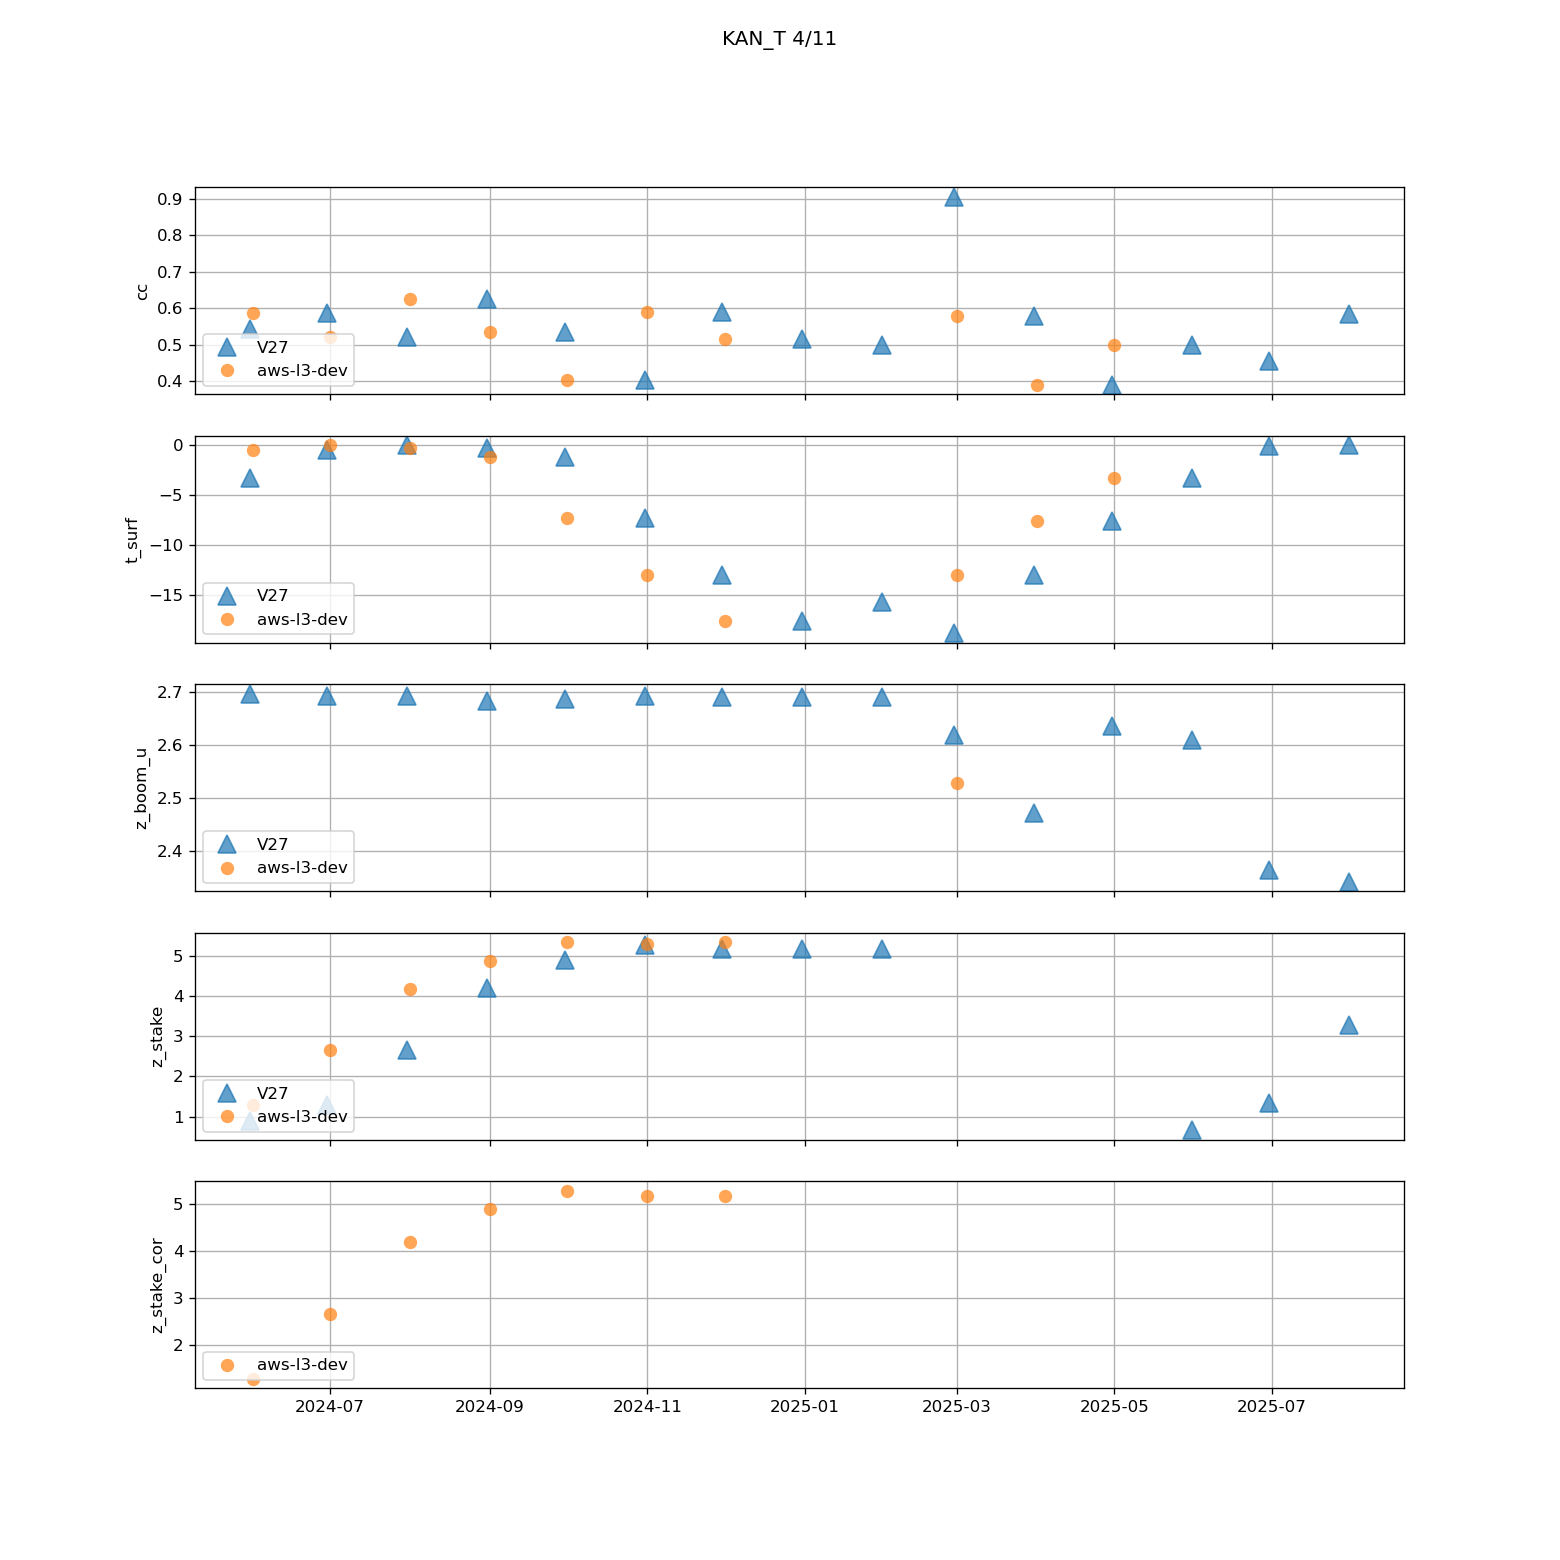 KAN_T 4/11
0.9
0.8
0.7
0.6
0.5
0.4
cc
V27
aws-l3-dev
0
−5
−10
−15
t_surf
V27
aws-l3-dev
2.7
2.6
2.5
2.4
z_boom_u
V27
aws-l3-dev
5
4
3
2
1
z_stake
V27
aws-l3-dev
5
4
3
2
z_stake_cor
aws-l3-dev
2024-07 2024-09 2024-11 2025-01 2025-03 2025-05 2025-07